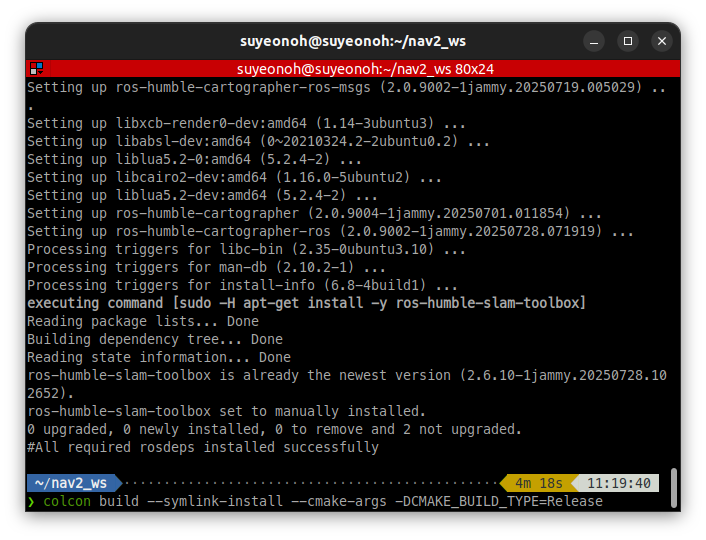 suyeonoh@suyeonoh:~/nav2_ws
suyeonoh@suyeonoh:~/nav2_ws 80x24
Setting up ros-humble-cartographer-ros-msgs (2.0.9002-1jammy.20250719.005029) ..
.
Setting up libxcb-render0-dev:amd64 (1.14-3ubuntu3) ...
Setting up libabsl-dev:amd64 (0~20210324.2-2ubuntu0.2) ...
Setting up liblua5.2-0:amd64 (5.2.4-2) ...
Setting up libcairo2-dev:amd64 (1.16.0-5ubuntu2) ...
Setting up liblua5.2-dev:amd64 (5.2.4-2) ...
Setting up ros-humble-cartographer (2.0.9004-1jammy.20250701.011854) ...
Setting up ros-humble-cartographer-ros (2.0.9002-1jammy.20250728.071919) ...
Processing triggers for libc-bin (2.35-0ubuntu3.10) ...
Processing triggers for man-db (2.10.2-1) ...
Processing triggers for install-info (6.8-4build1) ...
executing command [sudo -H apt-get install -y ros-humble-slam-toolbox]
Reading package lists... Done
Building dependency tree... Done
Reading state information... Done
ros-humble-slam-toolbox is already the newest version (2.6.10-1jammy.20250728.10
2652).
ros-humble-slam-toolbox set to manually installed.
0 upgraded, 0 newly installed, 0 to remove and 2 not upgraded.
#All required rosdeps installed successfully
~/nav2_ws 4m 18s 11:19:40
❯ colcon build --symlink-install --cmake-args -DCMAKE_BUILD_TYPE=Release